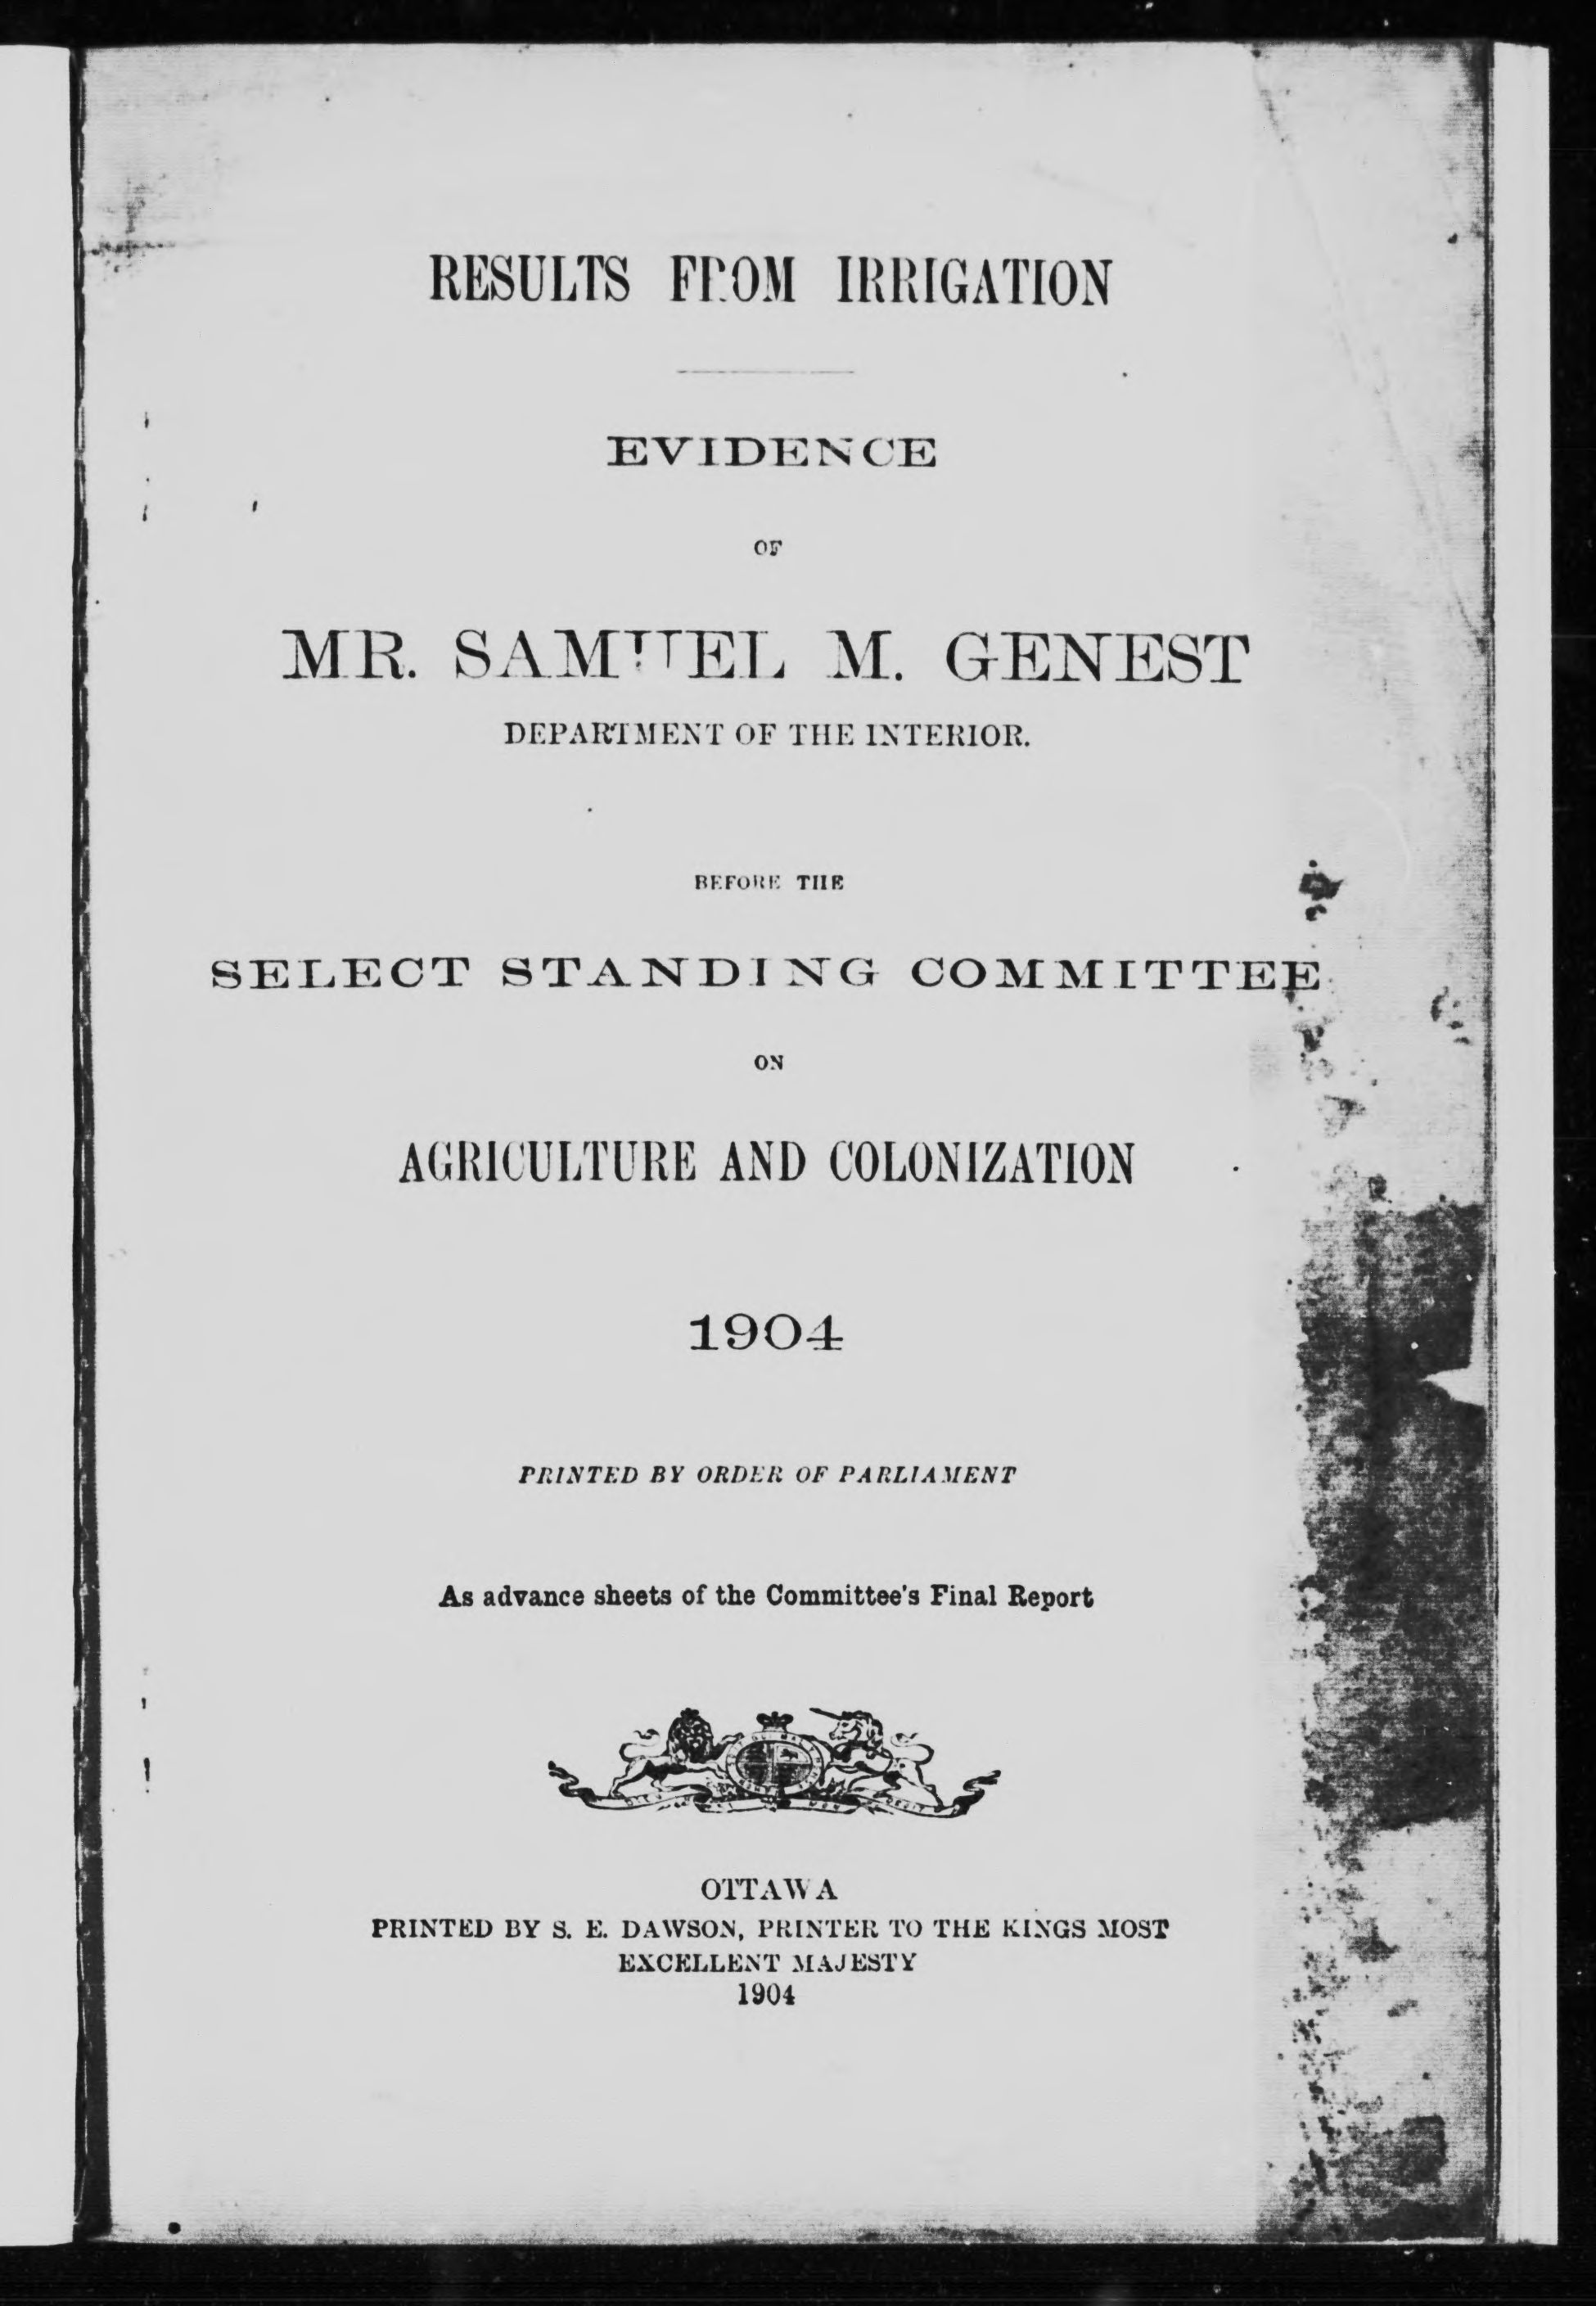 RESULTS FROM IRRIGATION
EVIDENCE
OF
MR. SAMUEL M. GENEST
DEPARTMENT OF THE INTERIOR.
BEFORE THE
SELECT STANDING COMMITTEE
ON
AGRICULTURE AND COLONIZATION
1904
PRINTED BY ORDER OF PARLIAMENT
As advance sheets of the Committee's Final Report
OTTAWA
PRINTED BY S. E. DAWSON, PRINTER TO THE KINGS MOST
EXCELLENT MAJESTY
1904